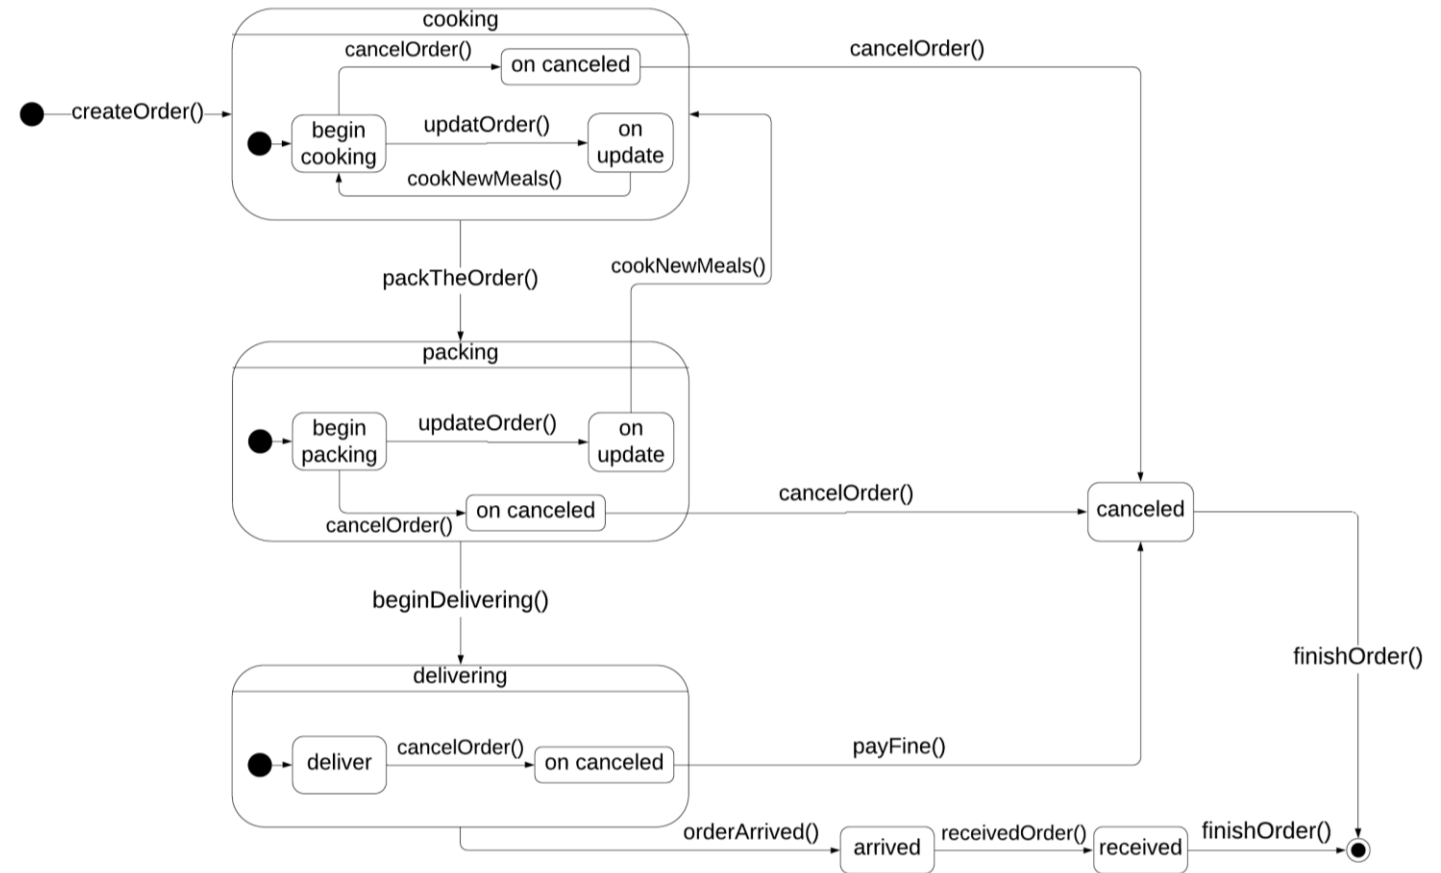 cooking
cancelOrder()
on canceled
cancelOrder()
createOrder()
begin
cooking
updatOrder()
on
update
cookNewMeals()
packTheOrder()
cookNewMeals()
packing
begin
packing
updateOrder()
on
update
cancelOrder()
on canceled
cancelOrder()
canceled
beginDelivering()
finishOrder()
delivering
deliver
cancelOrder()
on canceled
payFine()
orderArrived()
arrived
receivedOrder()
received
finishOrder()